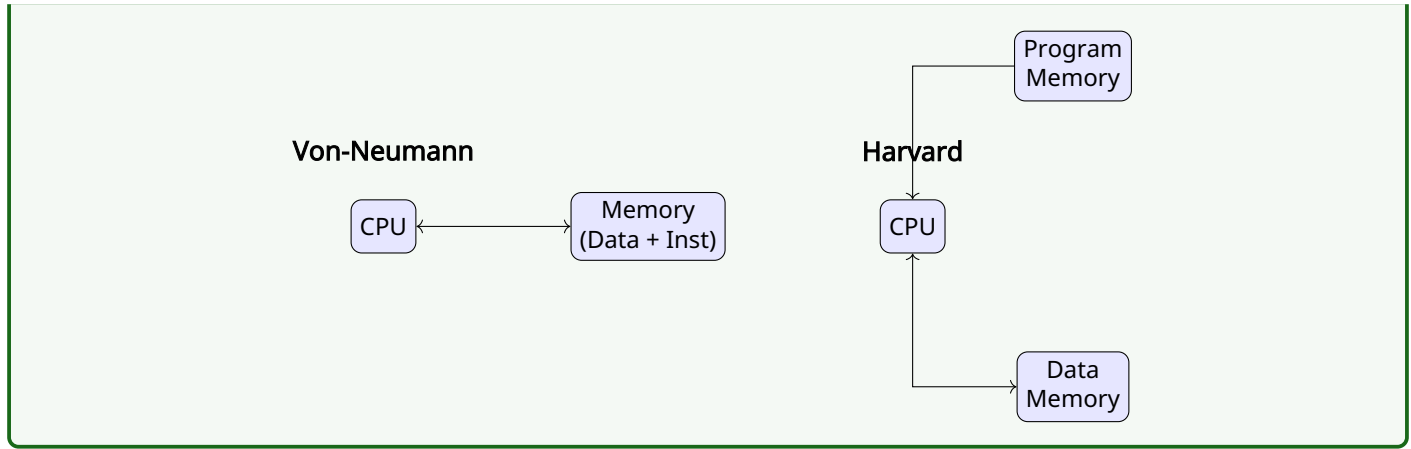 Von-Neumann
CPU
Memory
(Data + Inst)
Program
Memory
Harvard
CPU
Data
Memory